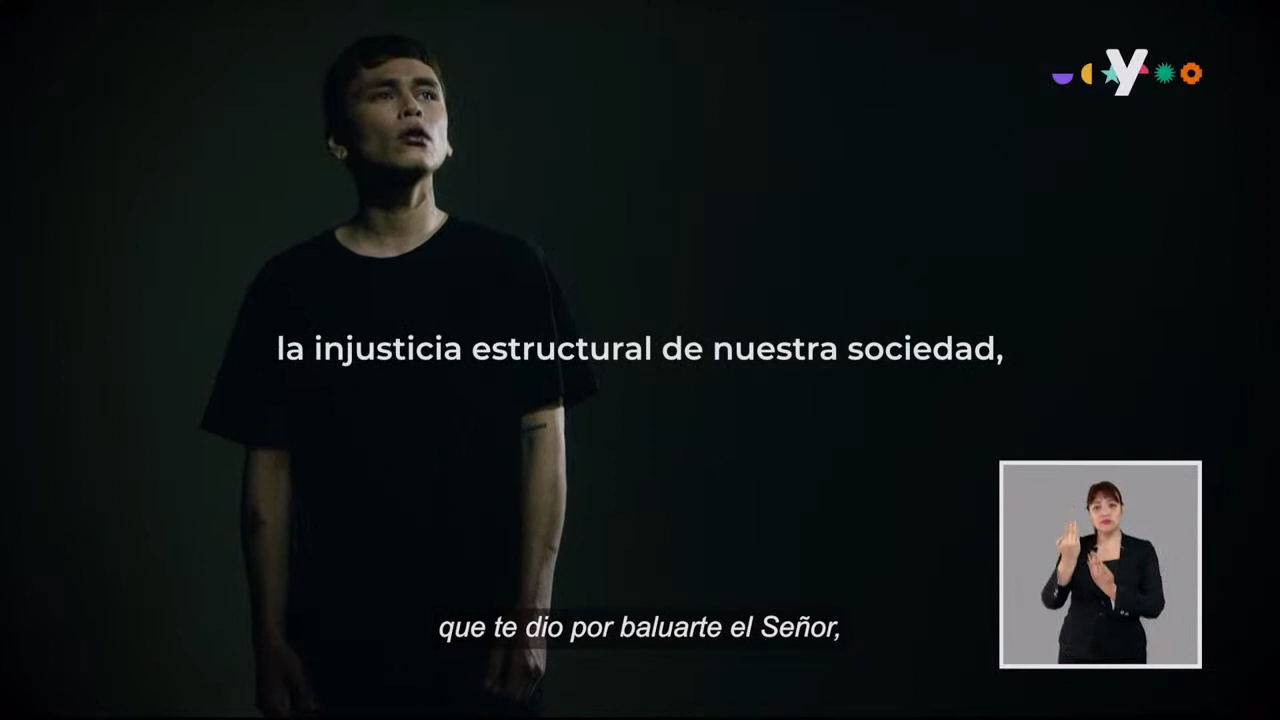 y
la injusticia estructural de nuestra sociedad,
que te dio por baluarte el Señor,